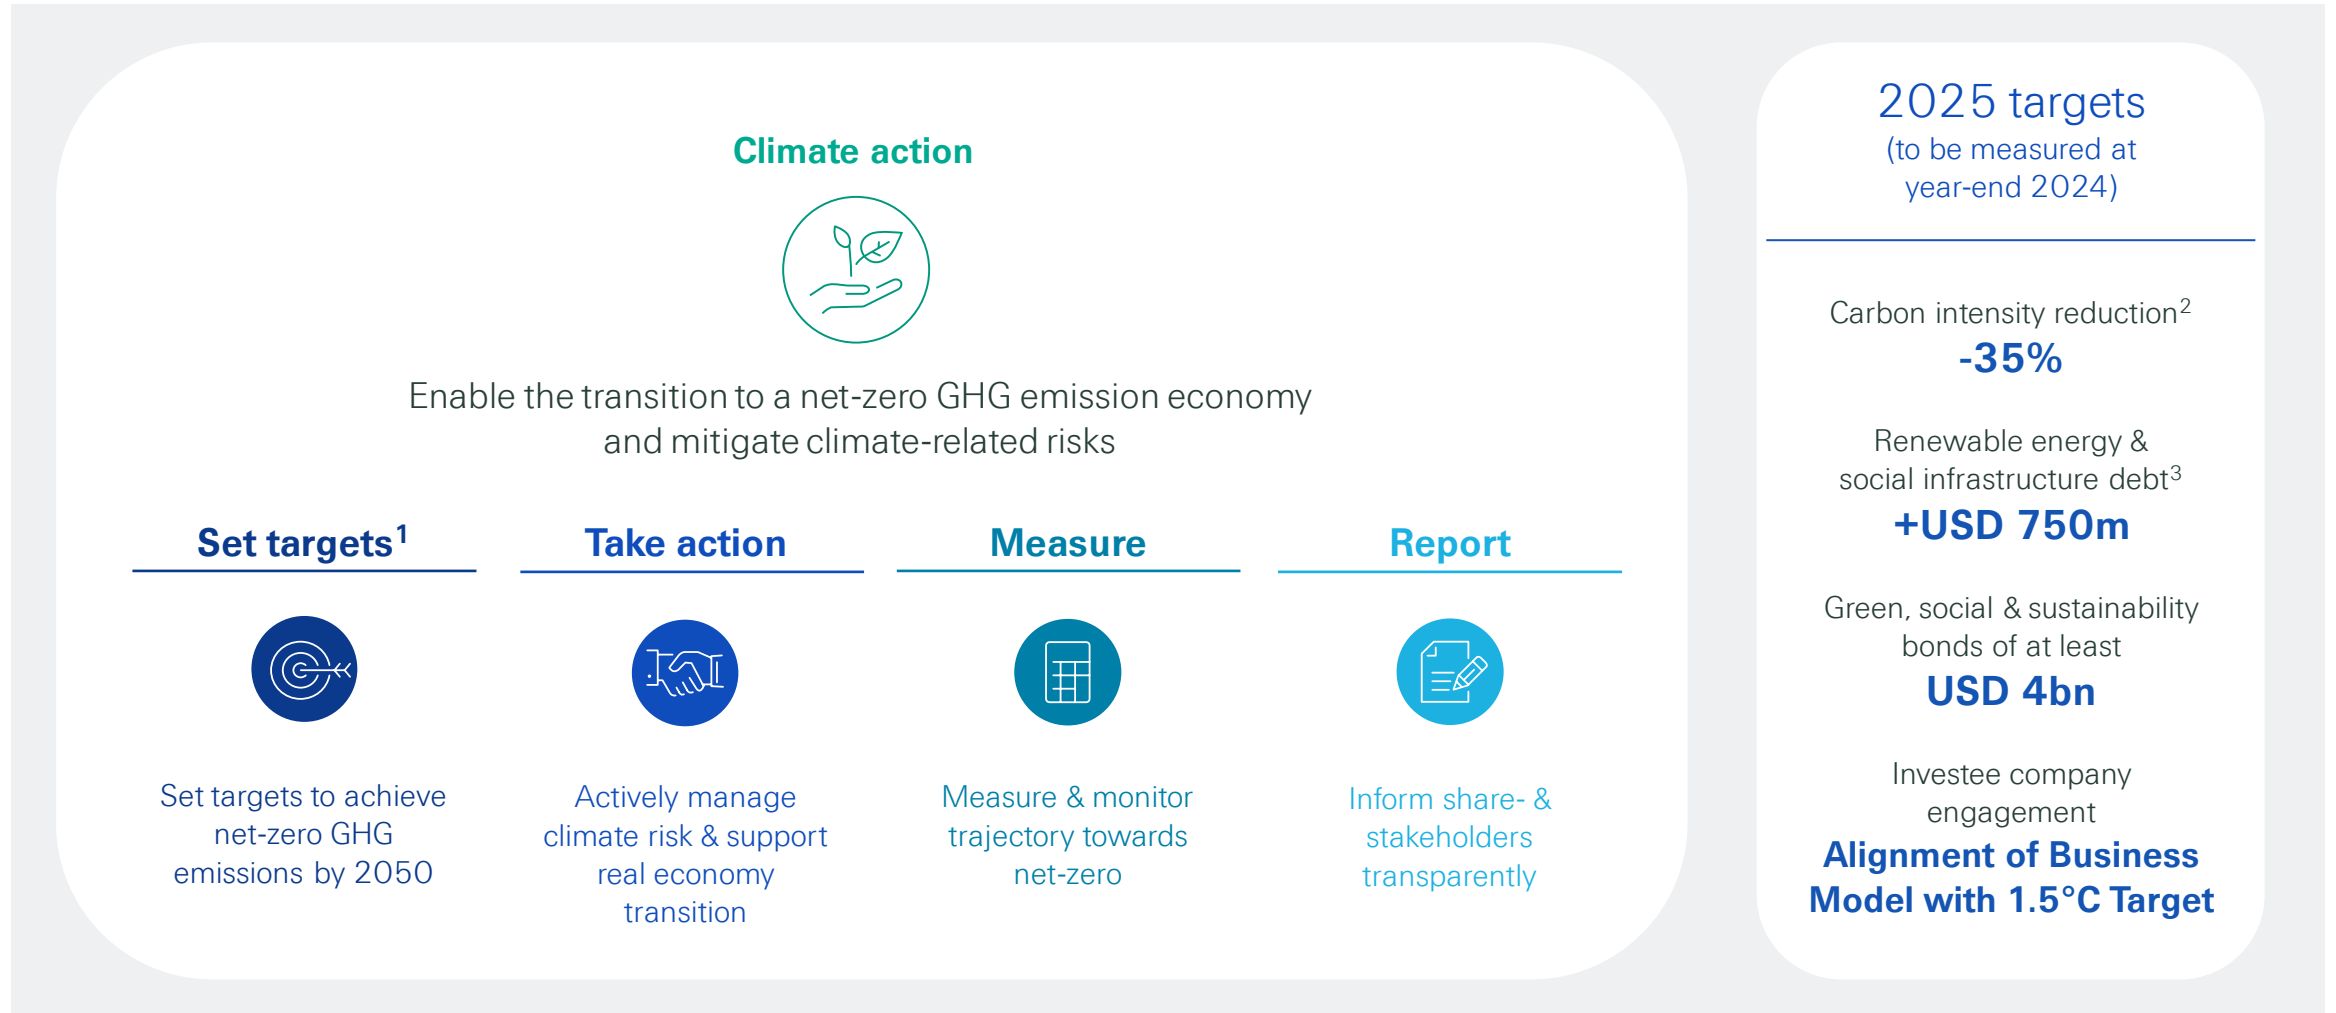 Climate action
Enable the transition to a net-zero GHG emission economy
and mitigate climate-related risks
Set targets¹
Set targets to achieve
net-zero GHG
emissions by 2050
Take action
Actively manage
climate risk & support
real economy
transition
Measure
Measure & monitor
trajectory towards
net-zero
Report
Inform share- &
stakeholders
transparently
2025 targets
(to be measured at
year-end 2024)
Carbon intensity reduction²
-35%
Renewable energy &
social infrastructure debt³
+USD 750m
Green, social & sustainability
bonds of at least
USD 4bn
Investee company
engagement
Alignment of Business
Model with 1.5°C Target